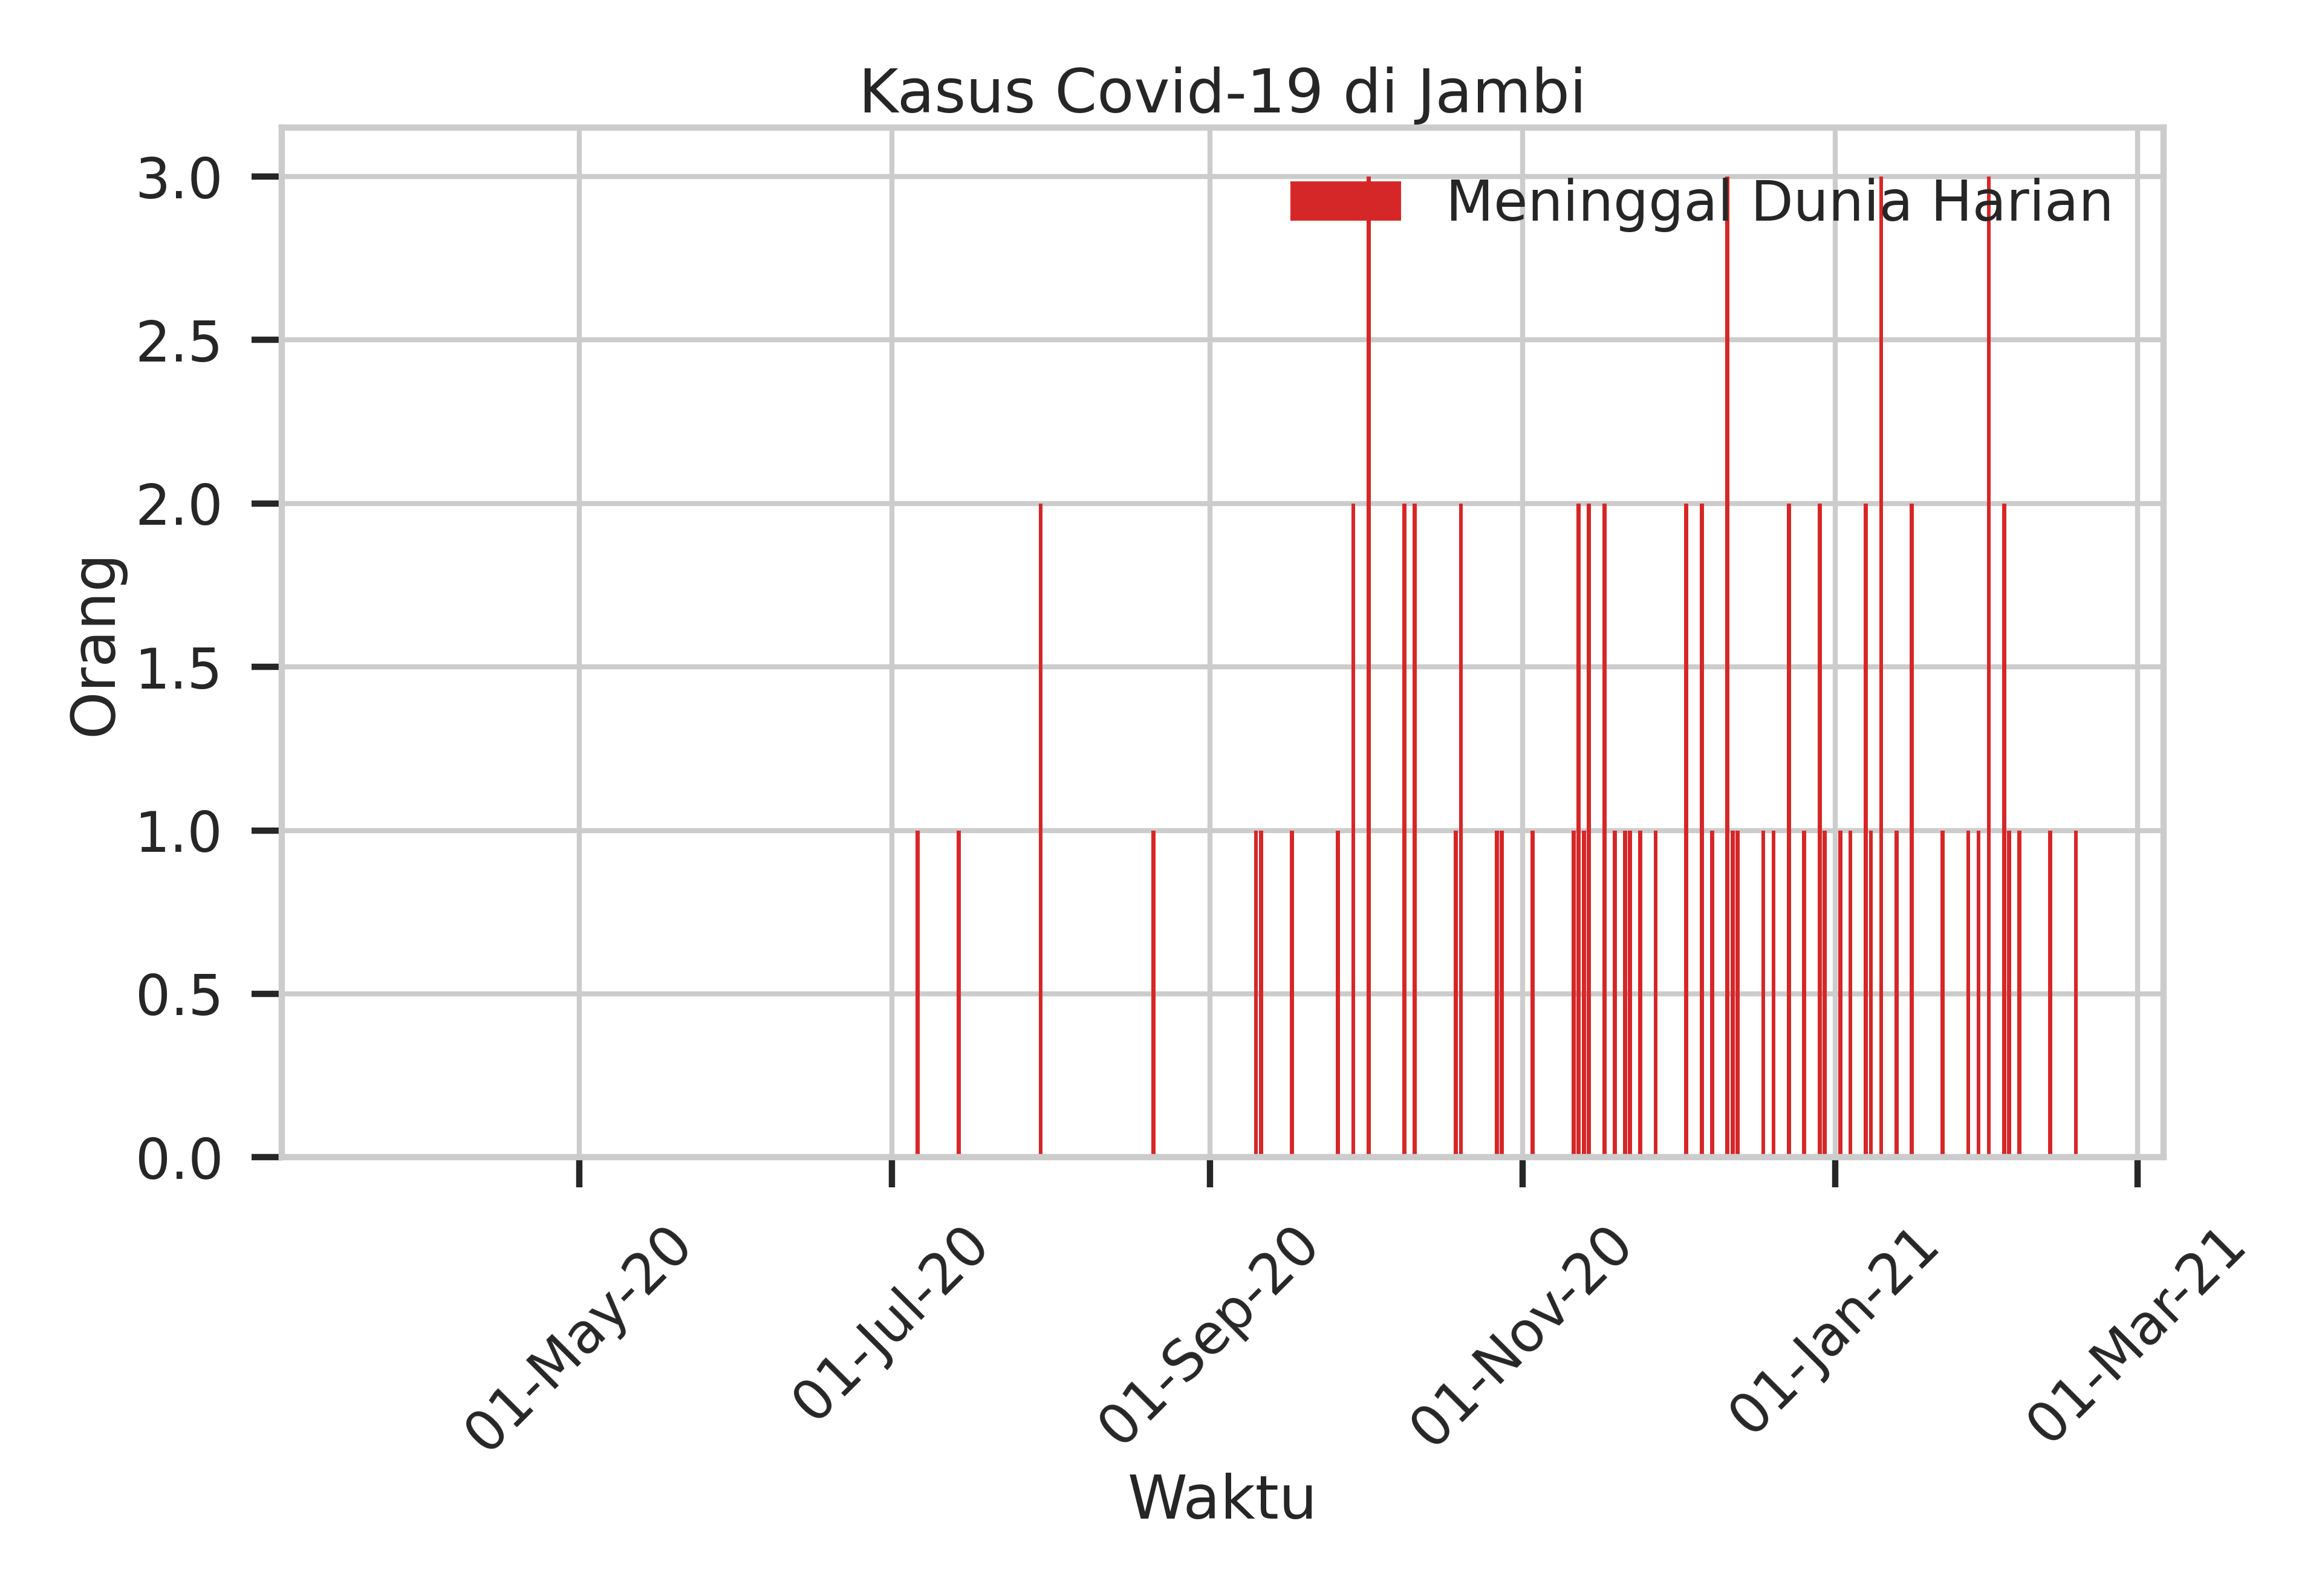 Kasus Covid-19 di Jambi
Meninggal Dunia Harian
3.0
2.5
2.0
1.5
1.0
0.5
0.0
Orang
01-May-20
01-Jul-20
01-Sep-20
01-Nov-20
01-Jan-21
01-Mar-21
Waktu